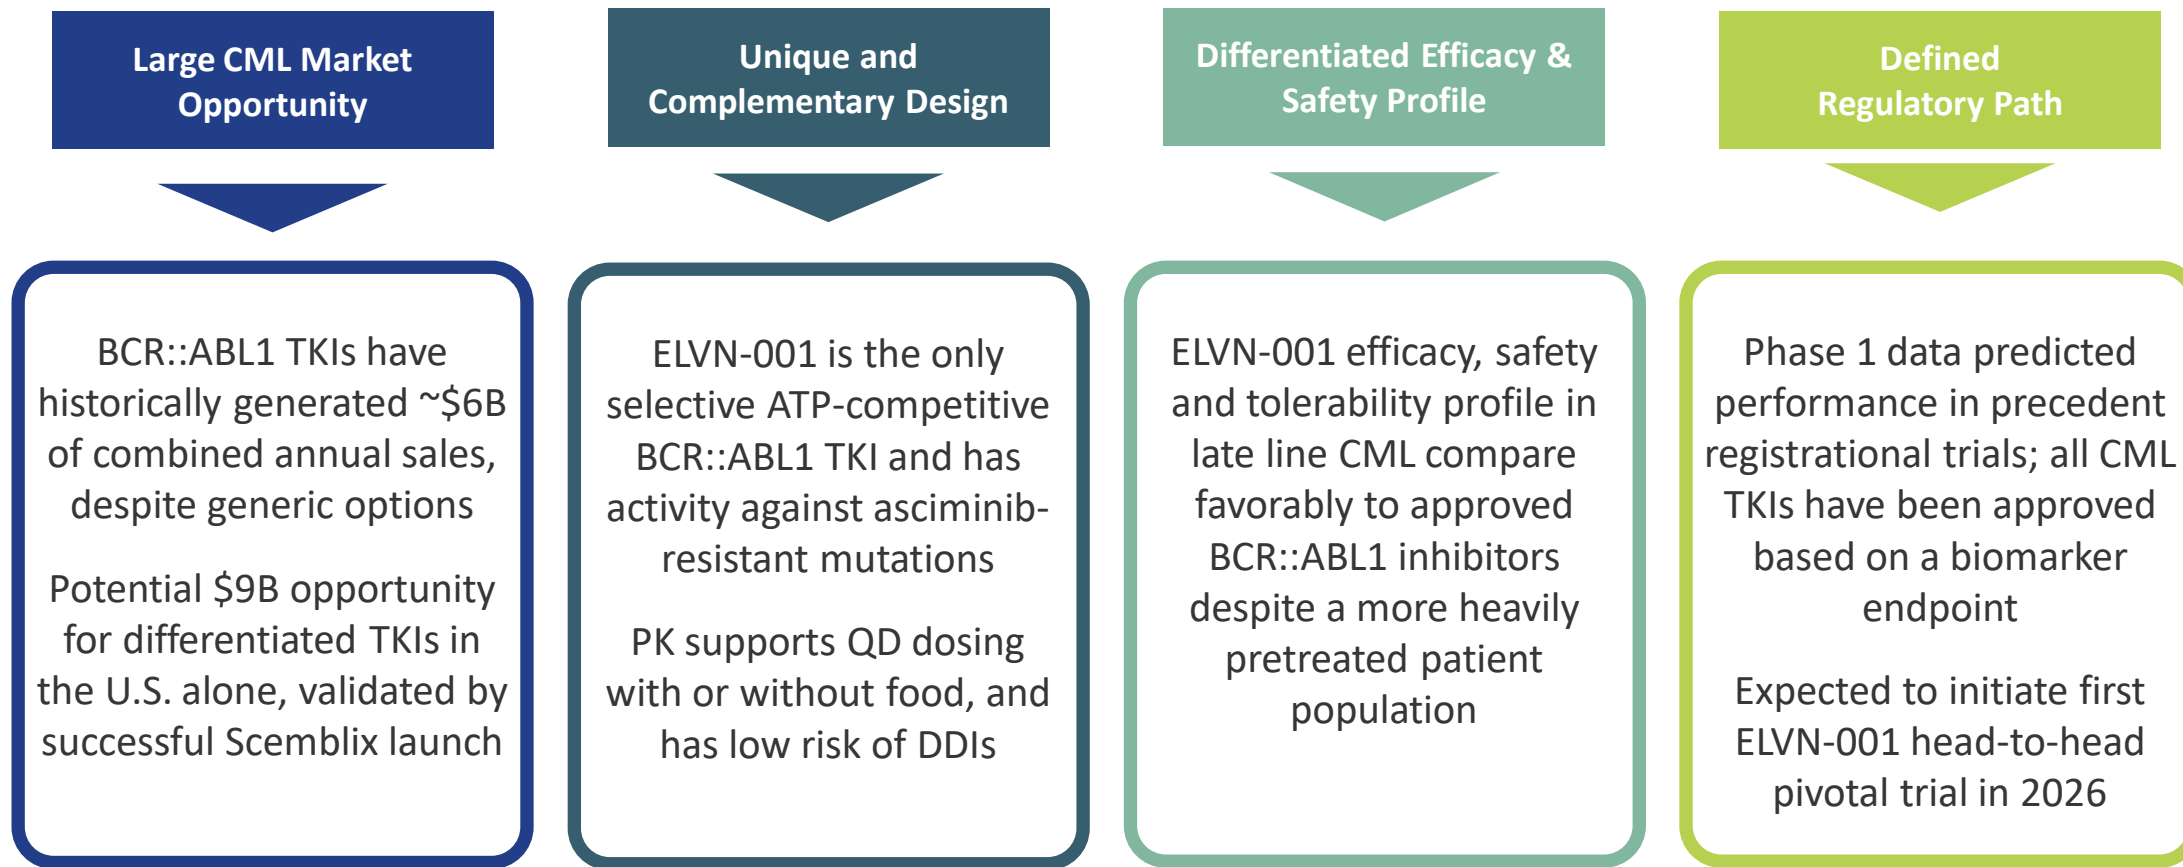 Large CML Market
Opportunity
BCR::ABL1 TKIs have
historically generated ~$6B
of combined annual sales,
despite generic options
Potential $9B opportunity
for differentiated TKIs in
the U.S. alone, validated by
successful Scemblix launch
Unique and
Complementary Design
ELVN-001 is the only
selective ATP-competitive
BCR::ABL1 TKI and has
activity against asciminib-
resistant mutations
PK supports QD dosing
with or without food, and
has low risk of DDIs
Differentiated Efficacy &
Safety Profile
ELVN-001 efficacy, safety
and tolerability profile in
late line CML compare
favorably to approved
BCR::ABL1 inhibitors
despite a more heavily
pretreated patient
population
Defined
Regulatory Path
Phase 1 data predicted
performance in precedent
registrational trials; all CML
TKIs have been approved
based on a biomarker
endpoint
Expected to initiate first
ELVN-001 head-to-head
pivotal trial in 2026